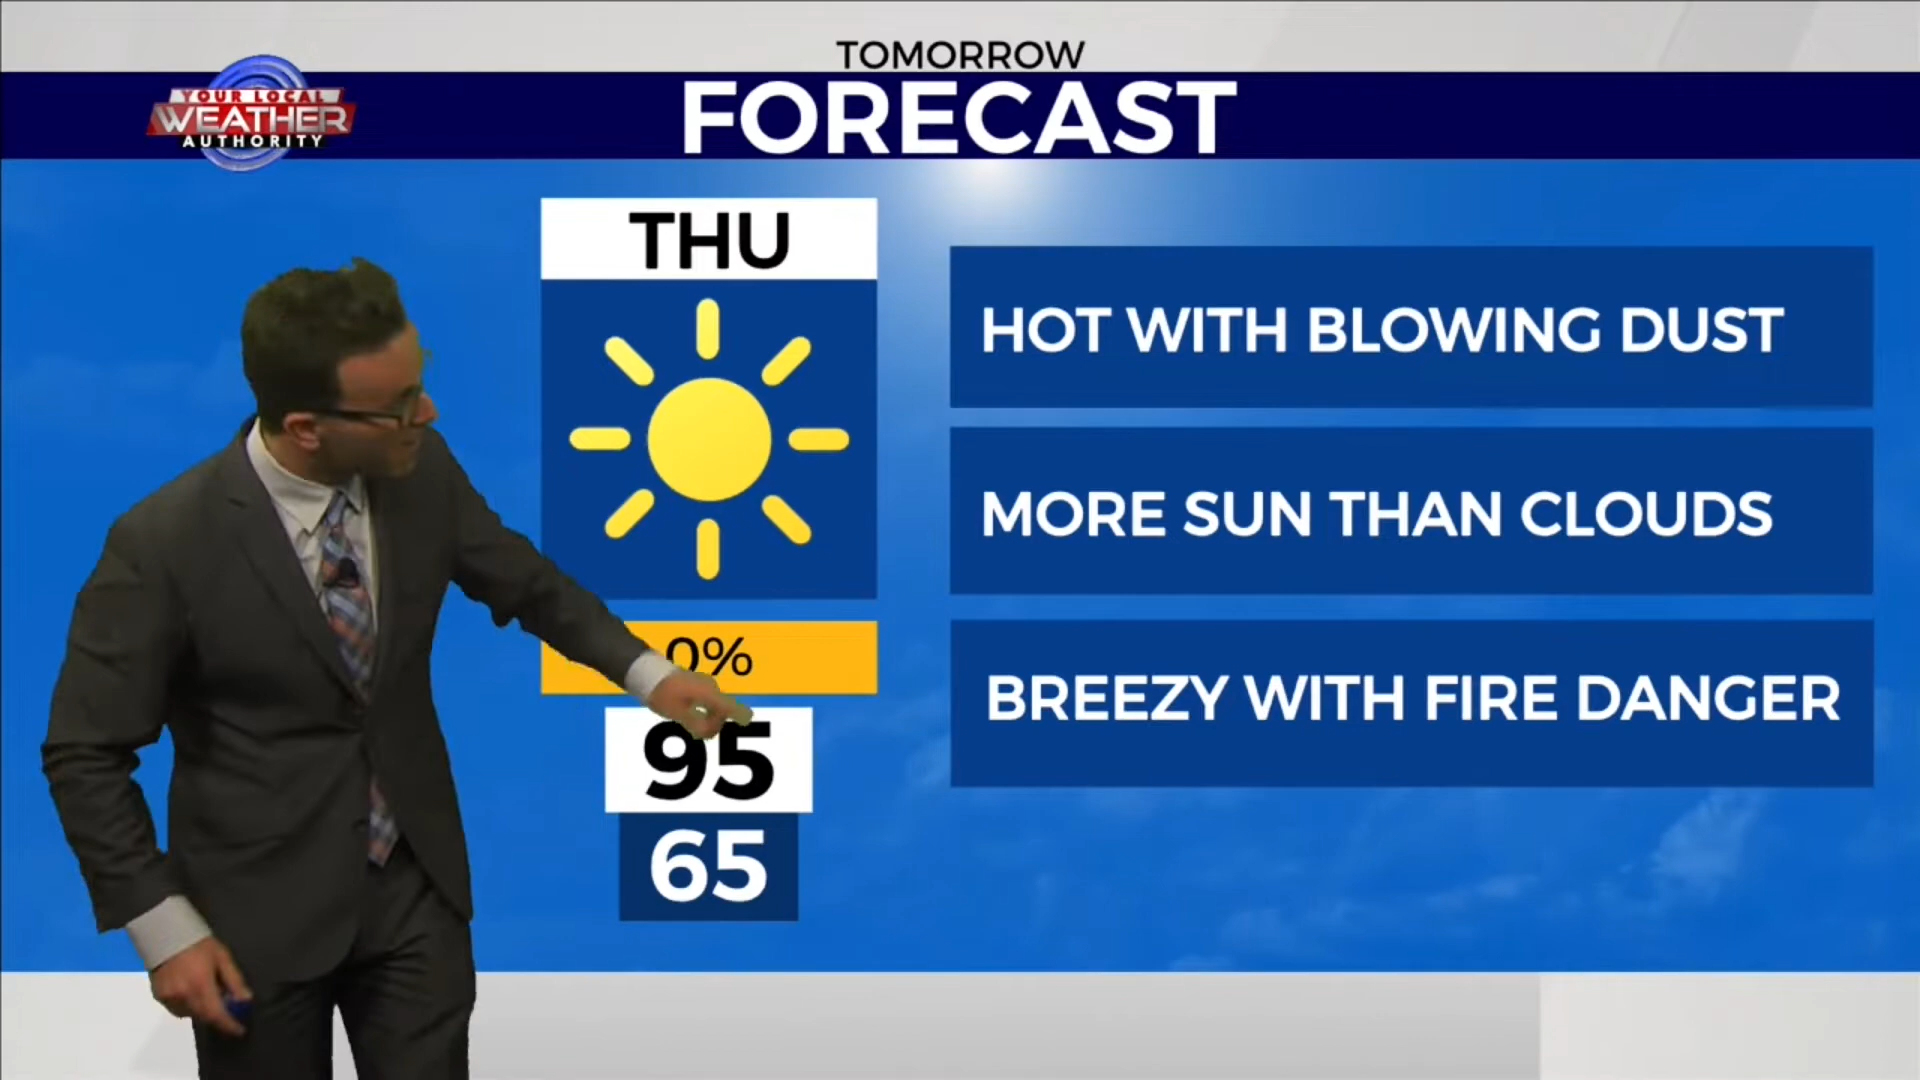 TOMORROW
FORECAST
YOUR LOCAL
WEATHER
AUTHORITY
THU
0%
95
65
HOT WITH BLOWING DUST
MORE SUN THAN CLOUDS
BREEZY WITH FIRE DANGER